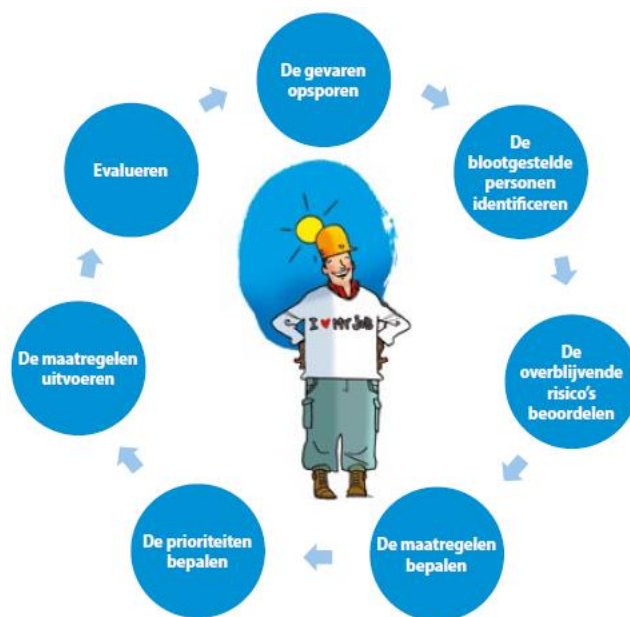 De gevaren
opsporen
De
blootgestelde
personen
identificeren
De
overblijvende
risico's
beoordelen
De maatregelen
bepalen
De prioriteiten
bepalen
De maatregelen
uitvoeren
Evalueren
I ♥ My Job